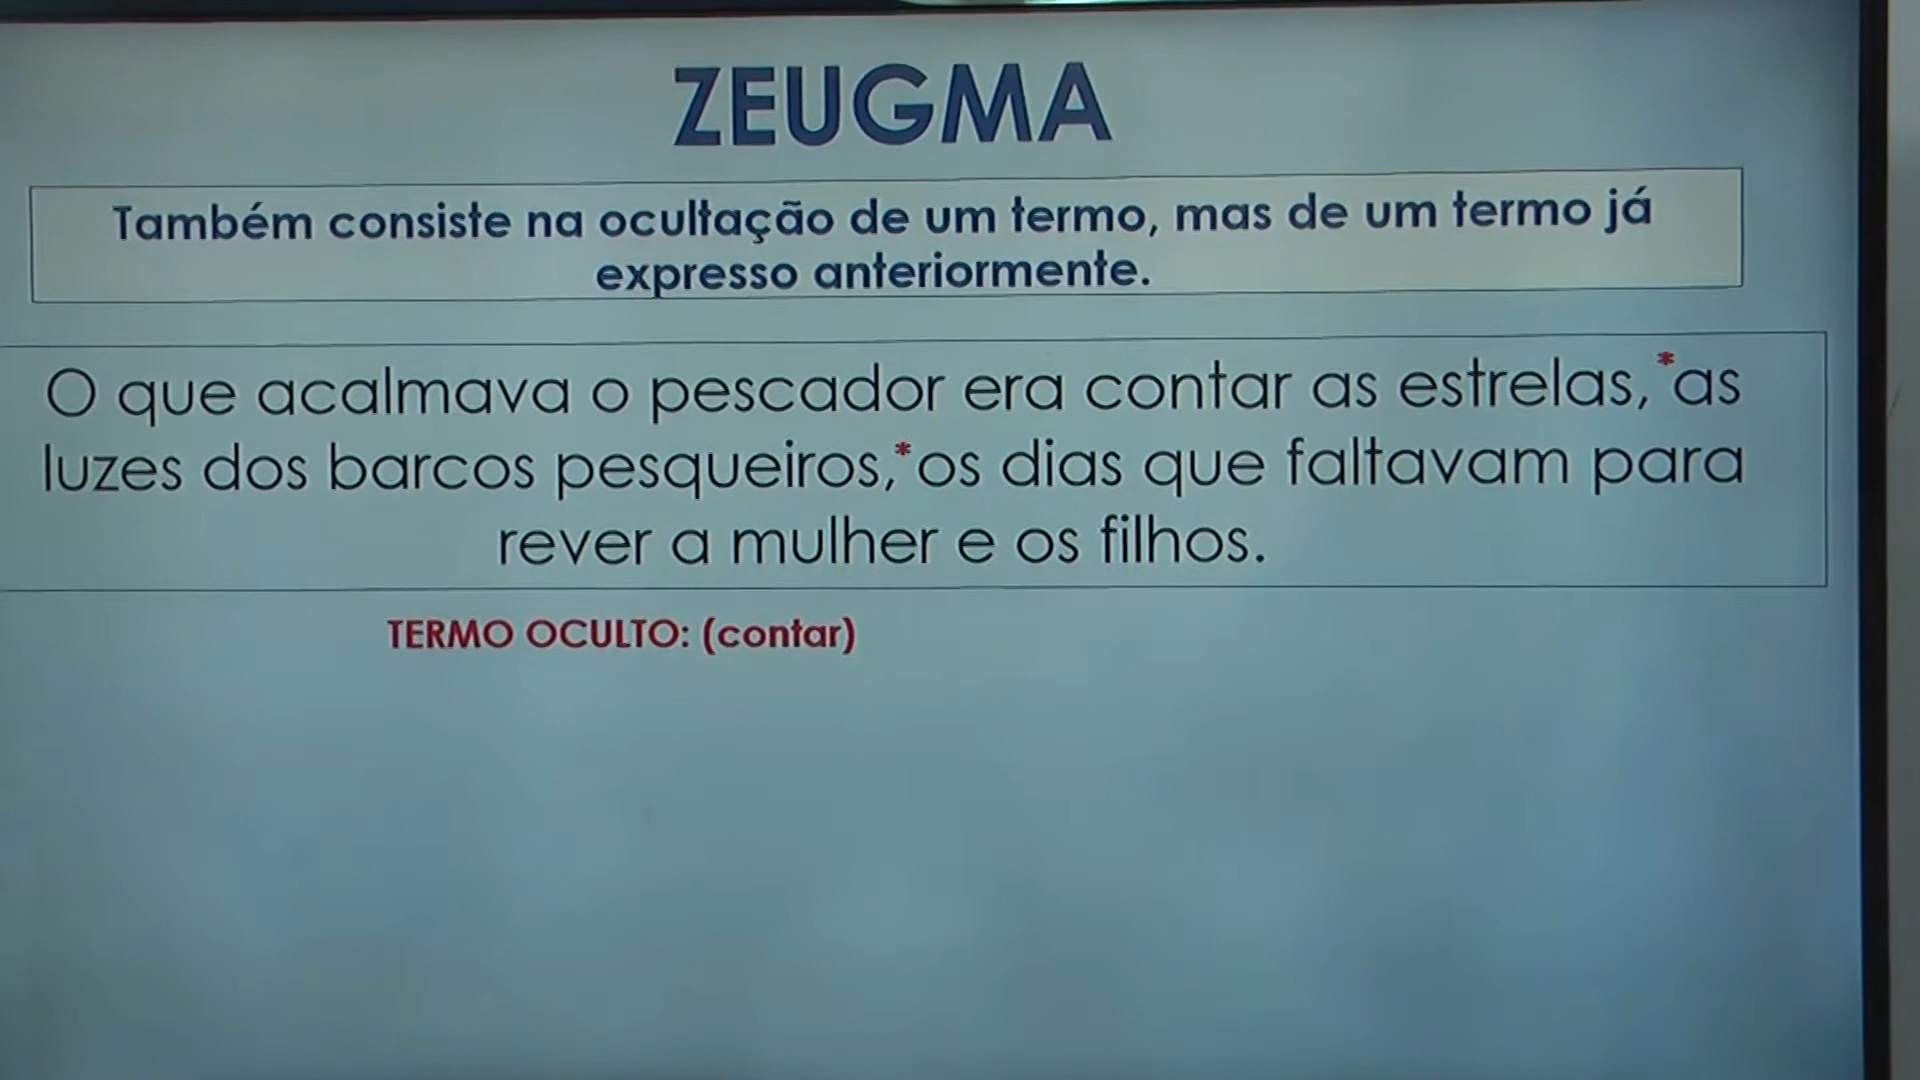 ZEUGMA
Também consiste na ocultação de um termo, mas de um termo já
expresso anteriormente.
O que acalmava o pescador era contar as estrelas,*as
luzes dos barcos pesqueiros,*os dias que faltavam para
rever a mulher e os filhos.
TERMO OCULTO: (contar)